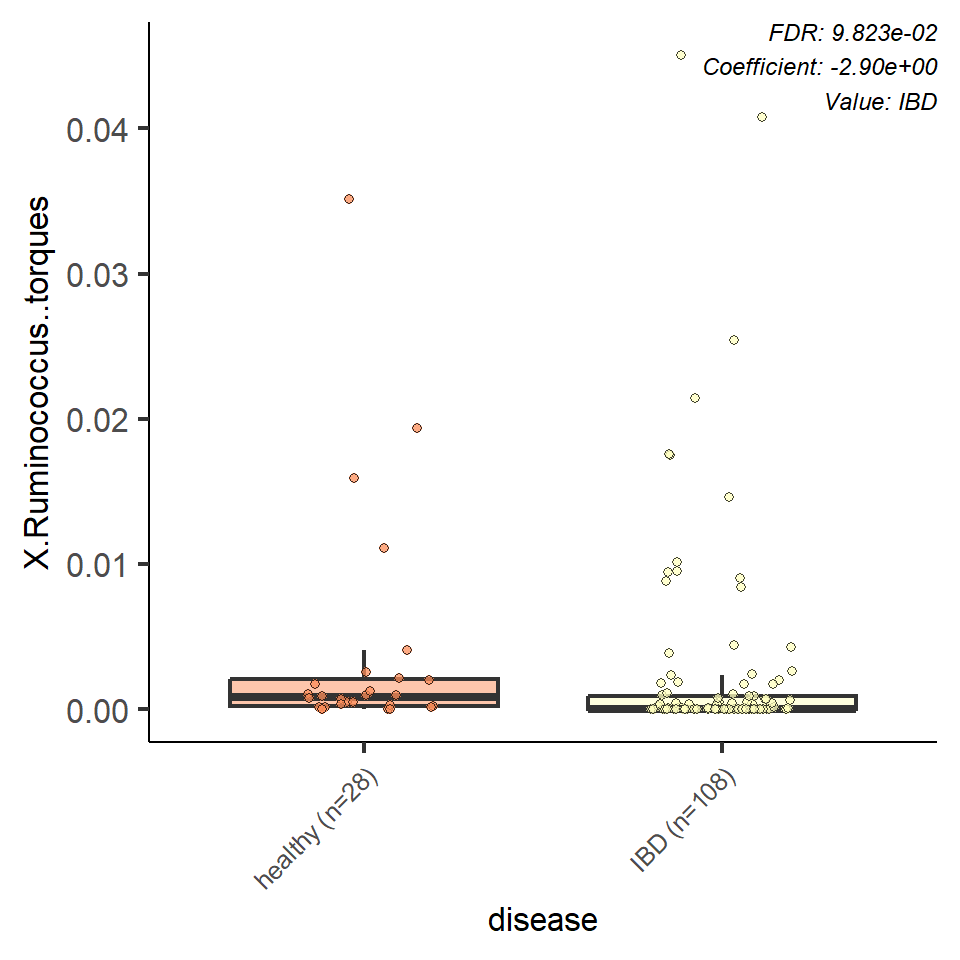 FDR: 9.823e-02
Coefficient: -2.90e+00
Value: IBD
X.Ruminococcus..torques
0.04
0.03
0.02
0.01
0.00
healthy (n=28)
IBD (n=108)
disease